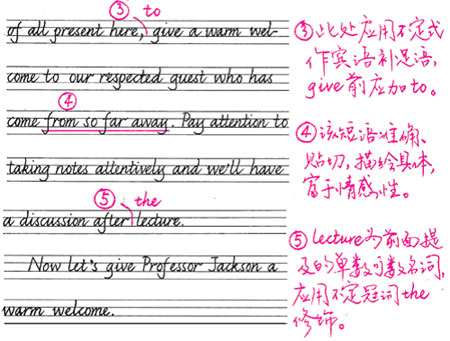 ③ to
of all present here, give a warm wel-
come to our respected guest who has
④
come from so far away. Pay attention to
taking notes attentively and we'll have
⑤ the
a discussion after lecture.
Now let's give Professor Jackson a
warm welcome.
③此处应用不定式
作宾语补足语,
give前应加to。
④该短语准确、
贴切,描绘具体,
富于情感性。
⑤lecture为前面提
及的单数可数名词,
应用不定冠词the
修饰。